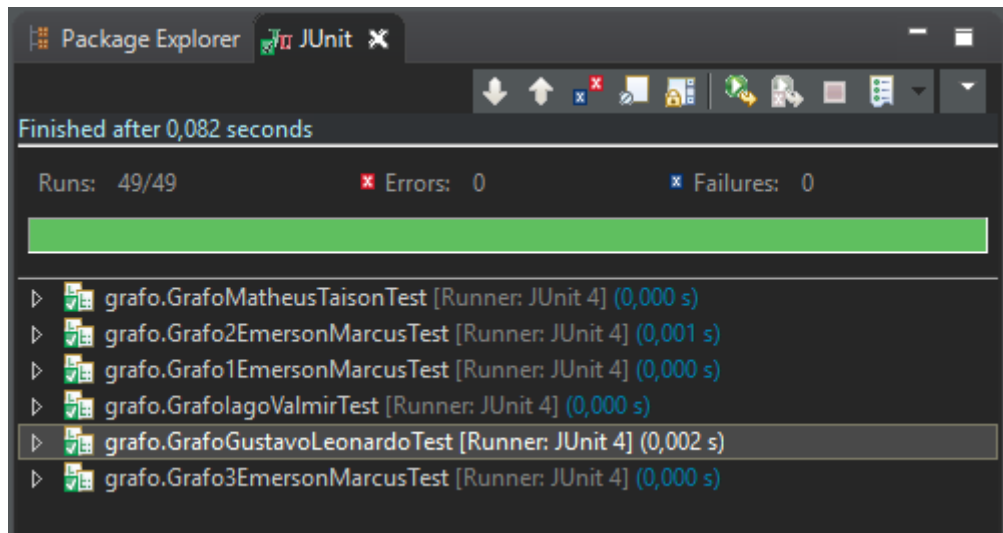 Package Explorer JUnit
Finished after 0,082 seconds
Runs: 49/49 Errors: 0 Failures: 0
grafo.GrafoMatheusTaisonTest [Runner: JUnit 4] (0,000 s)
grafo.Grafo2EmersonMarcusTest [Runner: JUnit 4] (0,001 s)
grafo.Grafo1EmersonMarcusTest [Runner: JUnit 4] (0,000 s)
grafo.GrafoIagoValmirTest [Runner: JUnit 4] (0,000 s)
grafo.GrafoGustavoLeonardoTest [Runner: JUnit 4] (0,002 s)
grafo.Grafo3EmersonMarcusTest [Runner: JUnit 4] (0,000 s)